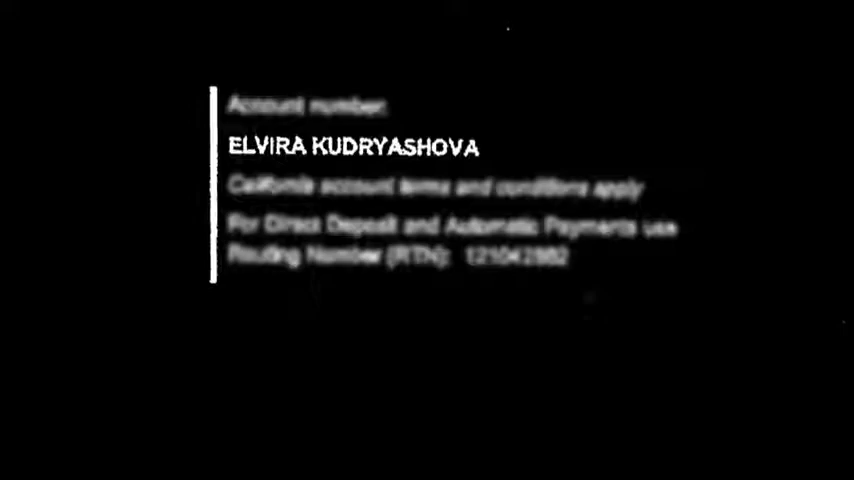 Account number:
ELVIRA KUDRYASHOVA
California account terms and conditions apply
For Direct Deposit and Automatic Payments use
Routing Number (RTN): 121042882